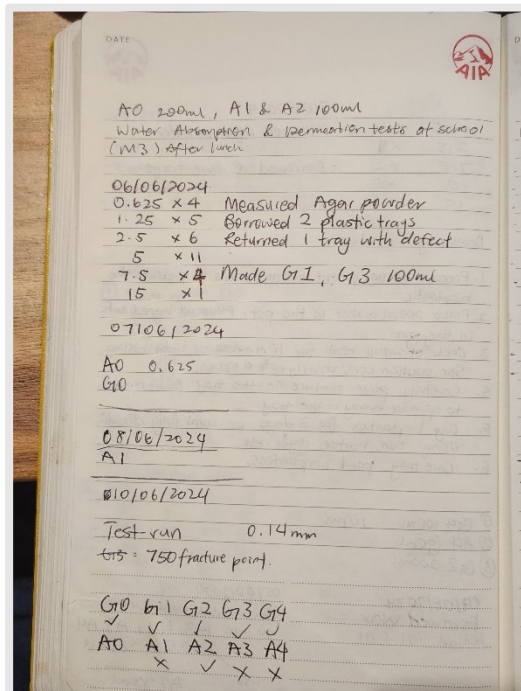 DATE
AIA
A0 200ml, A1 & A2 100ml
Water Absorption & permeation tests at school
(M3) After lunch
06/06/2024
0.625 × 4 Measured Agar powder
1.25 × 5 Borrowed 2 plastic trays
2.5 × 6 Returned 1 tray with defect
5 × 11
7.5 × 4 Made G1, G3 100ml
15 × 1
07/06/2024
A0 0.625
G0
08/06/2024
A1
10/06/2024
Test-run 0.14mm
G5 = 750 fracture point.
G0 G1 G2 G3 G4
✓ ✓ ✓ ✓ ✓
A0 A1 A2 A3 A4
× ✓ × ×